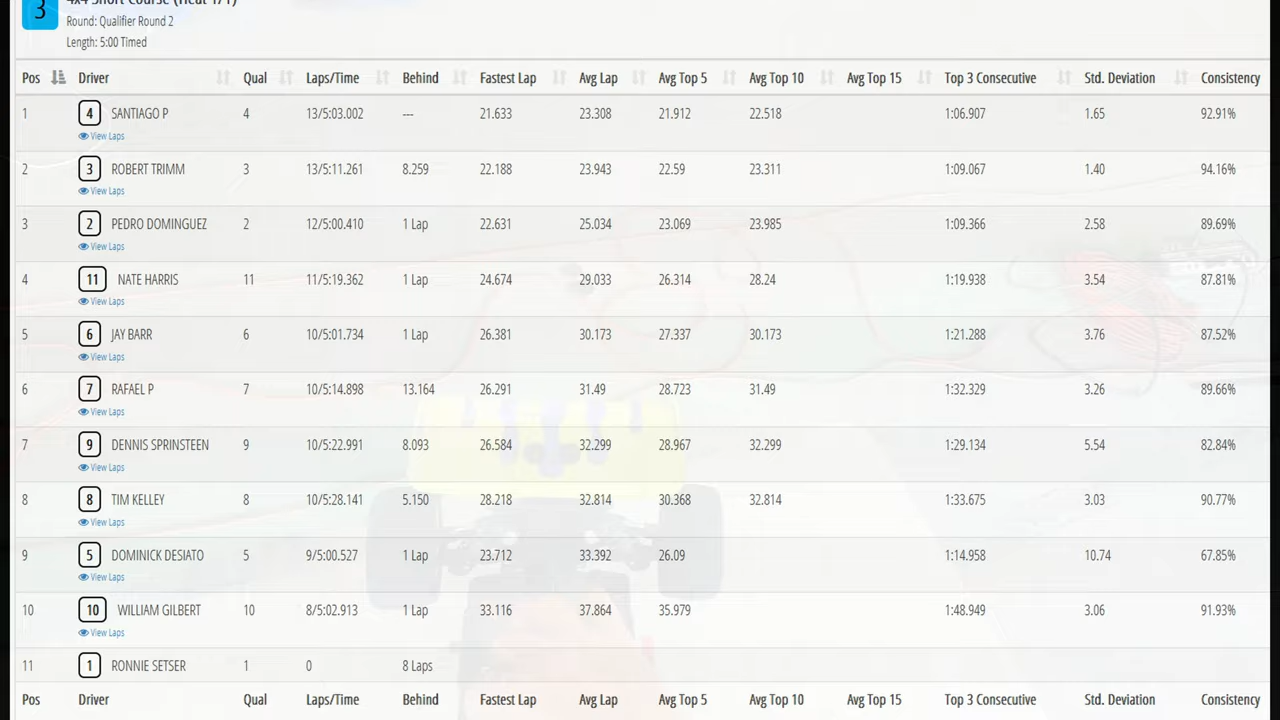 3
4x4 Short Course (Heat 1/1)
Round: Qualifier Round 2
Length: 5:00 Timed
Pos Driver Qual Laps/Time Behind Fastest Lap Avg Lap Avg Top 5 Avg Top 10 Avg Top 15 Top 3 Consecutive Std. Deviation Consistency
1 4 SANTIAGO P 4 13/5:03.002 --- 21.633 23.308 21.912 22.518 1:06.907 1.65 92.91%
View Laps
2 3 ROBERT TRIMM 3 13/5:11.261 8.259 22.188 23.943 22.59 23.311 1:09.067 1.40 94.16%
View Laps
3 2 PEDRO DOMINGUEZ 2 12/5:00.410 1 Lap 22.631 25.034 23.069 23.985 1:09.366 2.58 89.69%
View Laps
4 11 NATE HARRIS 11 11/5:19.362 1 Lap 24.674 29.033 26.314 28.24 1:19.938 3.54 87.81%
View Laps
5 6 JAY BARR 6 10/5:01.734 1 Lap 26.381 30.173 27.337 30.173 1:21.288 3.76 87.52%
View Laps
6 7 RAFAEL P 7 10/5:14.898 13.164 26.291 31.49 28.723 31.49 1:32.329 3.26 89.66%
View Laps
7 9 DENNIS SPRINSTEEN 9 10/5:22.991 8.093 26.584 32.299 28.967 32.299 1:29.134 5.54 82.84%
View Laps
8 8 TIM KELLEY 8 10/5:28.141 5.150 28.218 32.814 30.368 32.814 1:33.675 3.03 90.77%
View Laps
9 5 DOMINICK DESIATO 5 9/5:00.527 1 Lap 23.712 33.392 26.09 1:14.958 10.74 67.85%
View Laps
10 10 WILLIAM GILBERT 10 8/5:02.913 1 Lap 33.116 37.864 35.979 1:48.949 3.06 91.93%
View Laps
11 1 RONNIE SETSER 1 0 8 Laps
Pos Driver Qual Laps/Time Behind Fastest Lap Avg Lap Avg Top 5 Avg Top 10 Avg Top 15 Top 3 Consecutive Std. Deviation Consistency